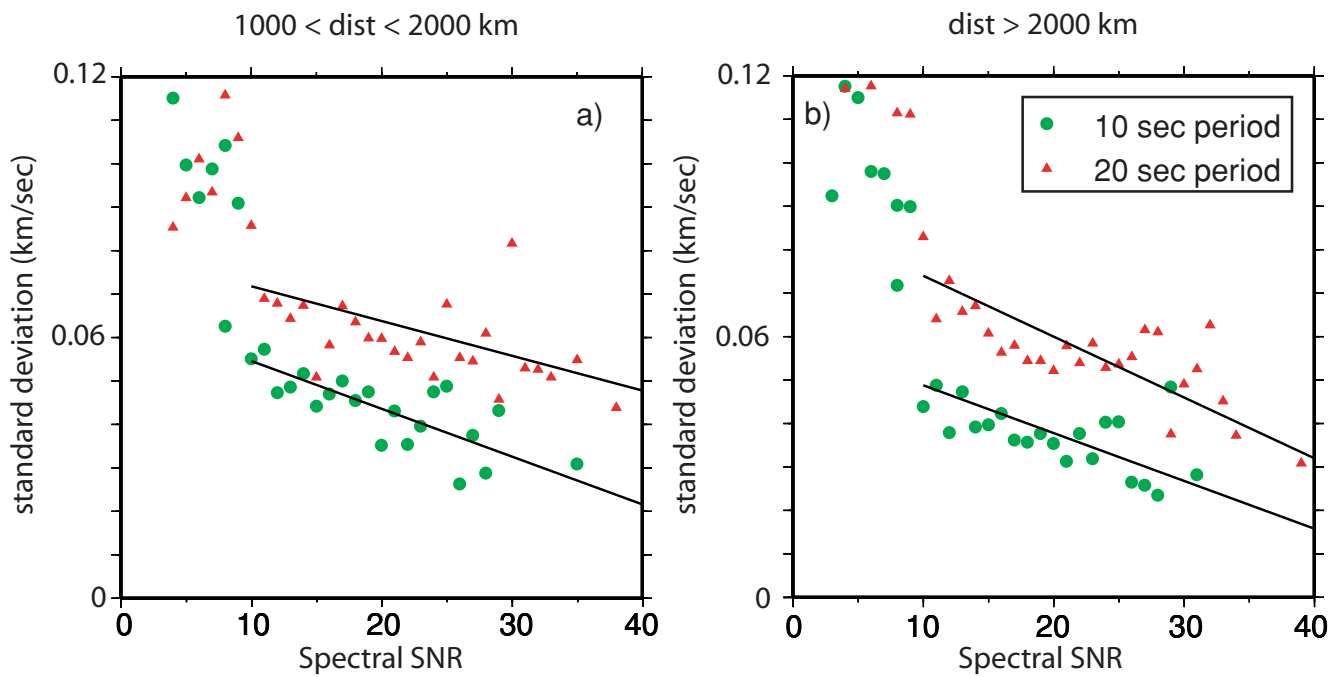 1000 < dist < 2000 km
dist > 2000 km
0.12
0.06
0
standard deviation (km/sec)
a)
0 10 20 30 40
Spectral SNR
0.12
0.06
0
standard deviation (km/sec)
b)
10 sec period
20 sec period
0 10 20 30 40
Spectral SNR